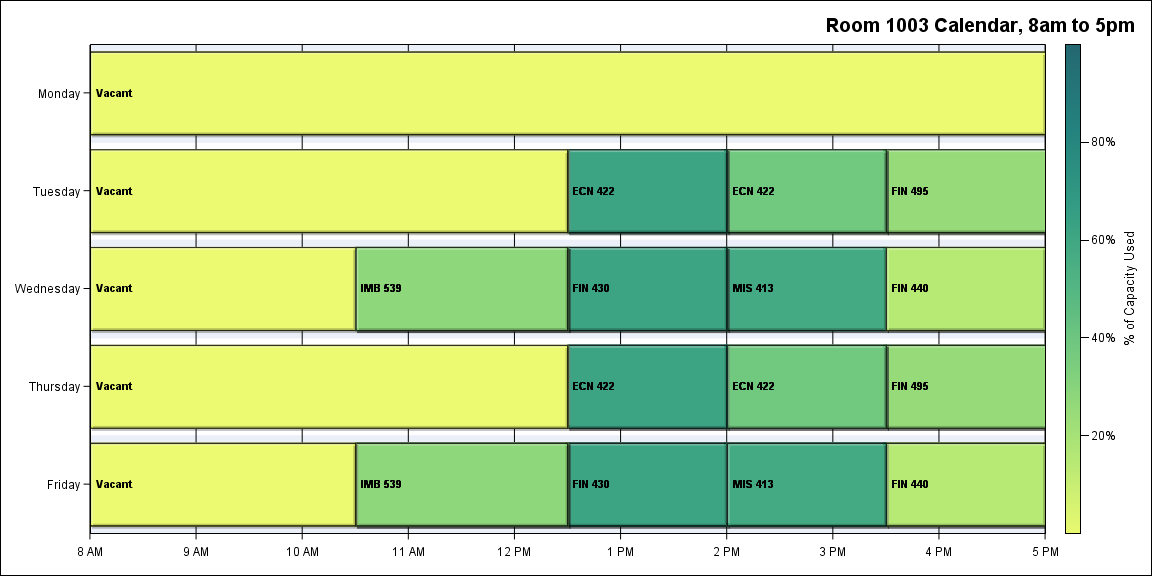 Room 1003 Calendar, 8am to 5pm
Monday
Vacant
Tuesday
Vacant
ECN 422
ECN 422
FIN 495
Wednesday
Vacant
IMB 539
FIN 430
MIS 413
FIN 440
Thursday
Vacant
ECN 422
ECN 422
FIN 495
Friday
Vacant
IMB 539
FIN 430
MIS 413
FIN 440
8 AM
9 AM
10 AM
11 AM
12 PM
1 PM
2 PM
3 PM
4 PM
5 PM
80%
60%
40%
20%
% of Capacity Used